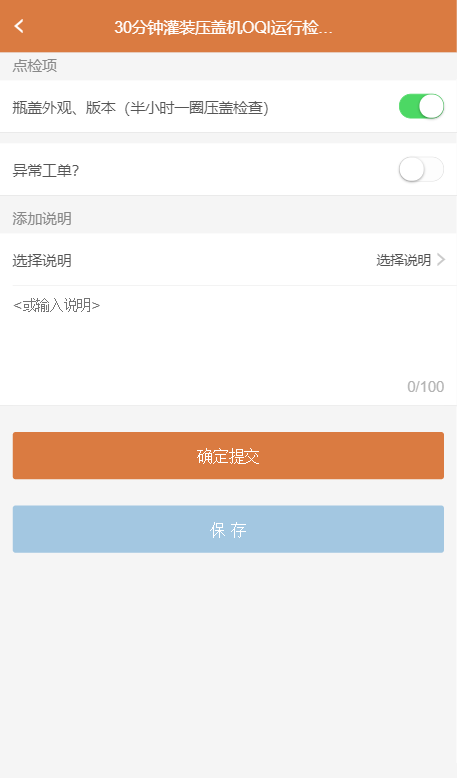 30分钟灌装压盖机OQI运行检...
点检项
瓶盖外观、版本（半小时一圈压盖检查）
异常工单？
添加说明
选择说明 选择说明
<或输入说明>
0/100
确定提交
保 存